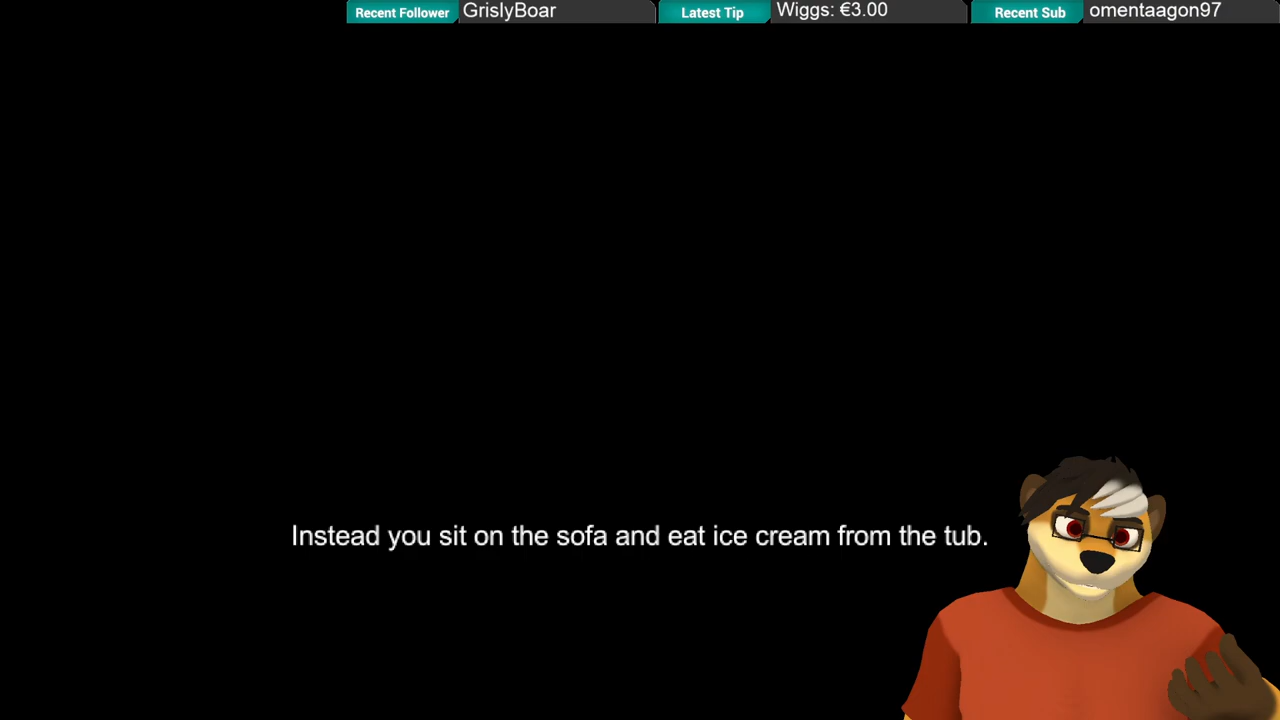 Recent Follower GrislyBoar Latest Tip Wiggs: €3.00 Recent Sub omentaagon97
Instead you sit on the sofa and eat ice cream from the tub.